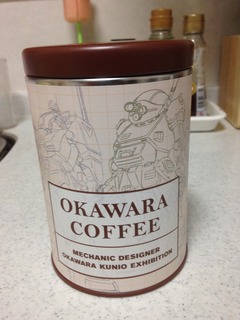 OKAWARA
COFFEE
MECHANIC DESIGNER
OKAWARA KUNIO EXHIBITION